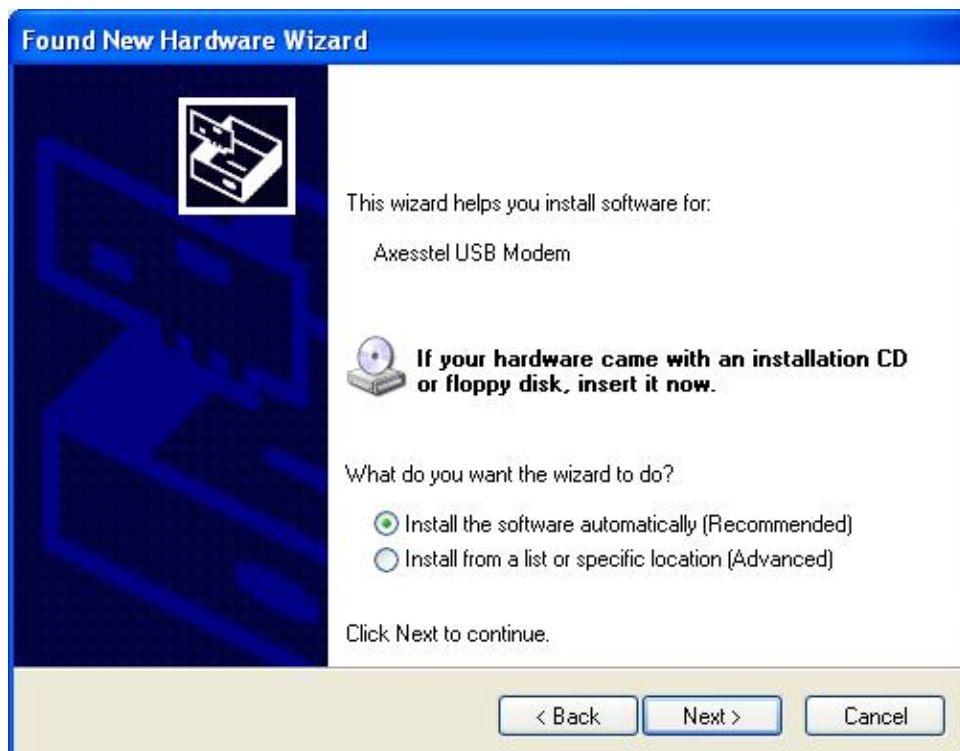 Found New Hardware Wizard
This wizard helps you install software for:
Axesstel USB Modem
If your hardware came with an installation CD
or floppy disk, insert it now.
What do you want the wizard to do?
Install the software automatically (Recommended)
Install from a list or specific location (Advanced)
Click Next to continue.
< Back
Next >
Cancel